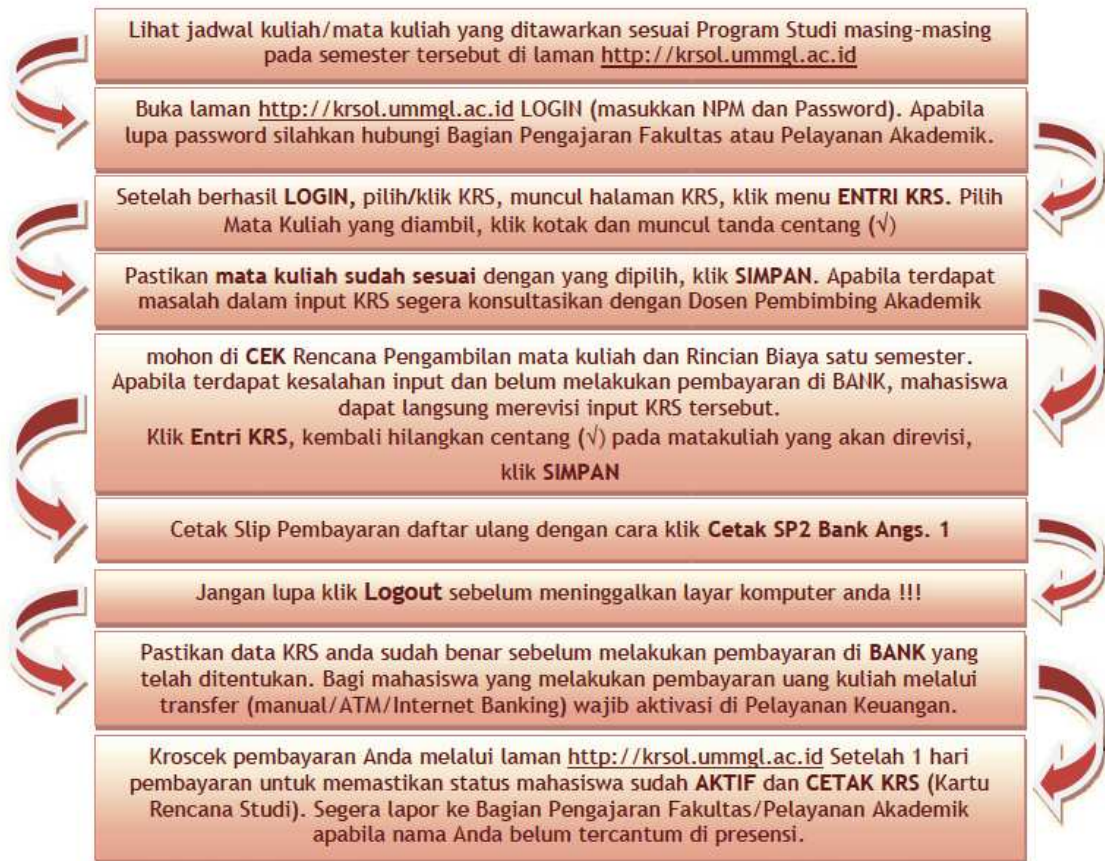 Lihat jadwal kuliah/mata kuliah yang ditawarkan sesuai Program Studi masing-masing
pada semester tersebut di laman http://krsol.ummgl.ac.id
Buka laman http://krsol.ummgl.ac.id LOGIN (masukkan NPM dan Password). Apabila
lupa password silahkan hubungi Bagian Pengajaran Fakultas atau Pelayanan Akademik.
Setelah berhasil LOGIN, pilih/klik KRS, muncul halaman KRS, klik menu ENTRI KRS. Pilih
Mata Kuliah yang diambil, klik kotak dan muncul tanda centang (√)
Pastikan mata kuliah sudah sesuai dengan yang dipilih, klik SIMPAN. Apabila terdapat
masalah dalam input KRS segera konsultasikan dengan Dosen Pembimbing Akademik
mohon di CEK Rencana Pengambilan mata kuliah dan Rincian Biaya satu semester.
Apabila terdapat kesalahan input dan belum melakukan pembayaran di BANK, mahasiswa
dapat langsung merevisi input KRS tersebut.
Klik Entri KRS, kembali hilangkan centang (√) pada matakuliah yang akan direvisi,
klik SIMPAN
Cetak Slip Pembayaran daftar ulang dengan cara klik Cetak SP2 Bank Angs. 1
Jangan lupa klik Logout sebelum meninggalkan layar komputer anda !!!
Pastikan data KRS anda sudah benar sebelum melakukan pembayaran di BANK yang
telah ditentukan. Bagi mahasiswa yang melakukan pembayaran uang kuliah melalui
transfer (manual/ATM/Internet Banking) wajib aktivasi di Pelayanan Keuangan.
Kroscek pembayaran Anda melalui laman http://krsol.ummgl.ac.id Setelah 1 hari
pembayaran untuk memastikan status mahasiswa sudah AKTIF dan CETAK KRS (Kartu
Rencana Studi). Segera lapor ke Bagian Pengajaran Fakultas/Pelayanan Akademik
apabila nama Anda belum tercantum di presensi.